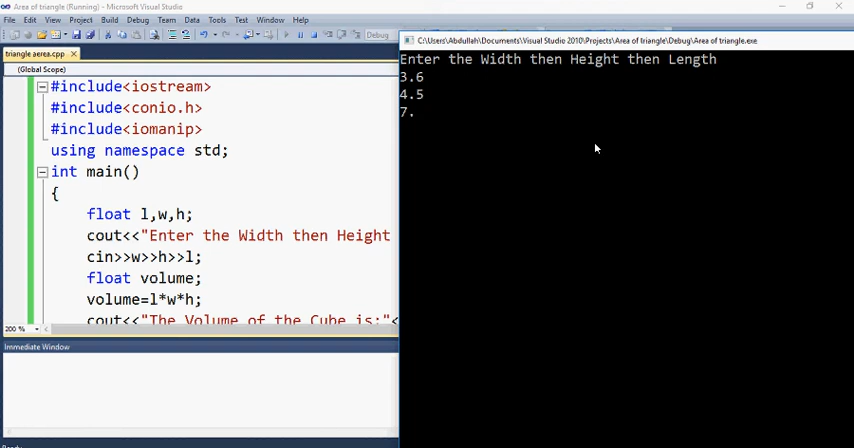 Area of triangle (Running) - Microsoft Visual Studio
File Edit View Project Build Debug Team Data Tools Test Window Help
Debug
triangle aerea.cpp
(Global Scope)
#include<iostream>
#include<conio.h>
#include<iomanip>
using namespace std;
int main()
{
float l,w,h;
cout<<"Enter the Width then Height
cin>>w>>h>>l;
float volume;
volume=l*w*h;
cout<<"The Volume of the Cube is:"<
200 %
Immediate Window
Ready
C:\Users\Abdullah\Documents\Visual Studio 2010\Projects\Area of triangle\Debug\Area of triangle.exe
Enter the Width then Height then Length
3.6
4.5
7.